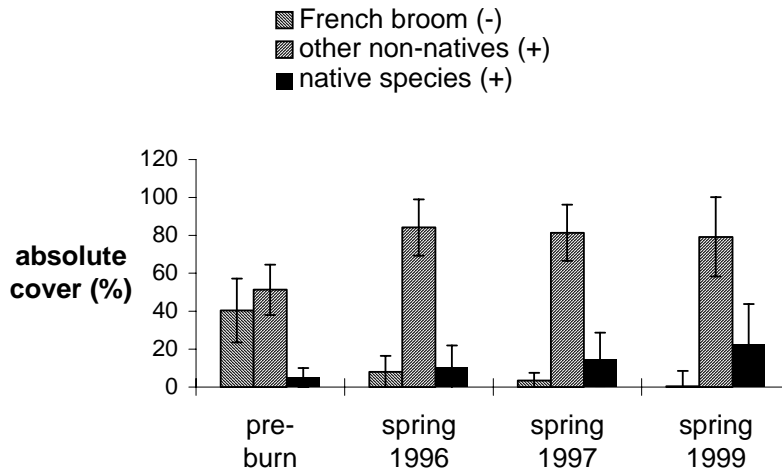 French broom (-)
other non-natives (+)
native species (+)
120
100
80
60
40
20
0
absolute
cover (%)
pre-
burn
spring
1996
spring
1997
spring
1999